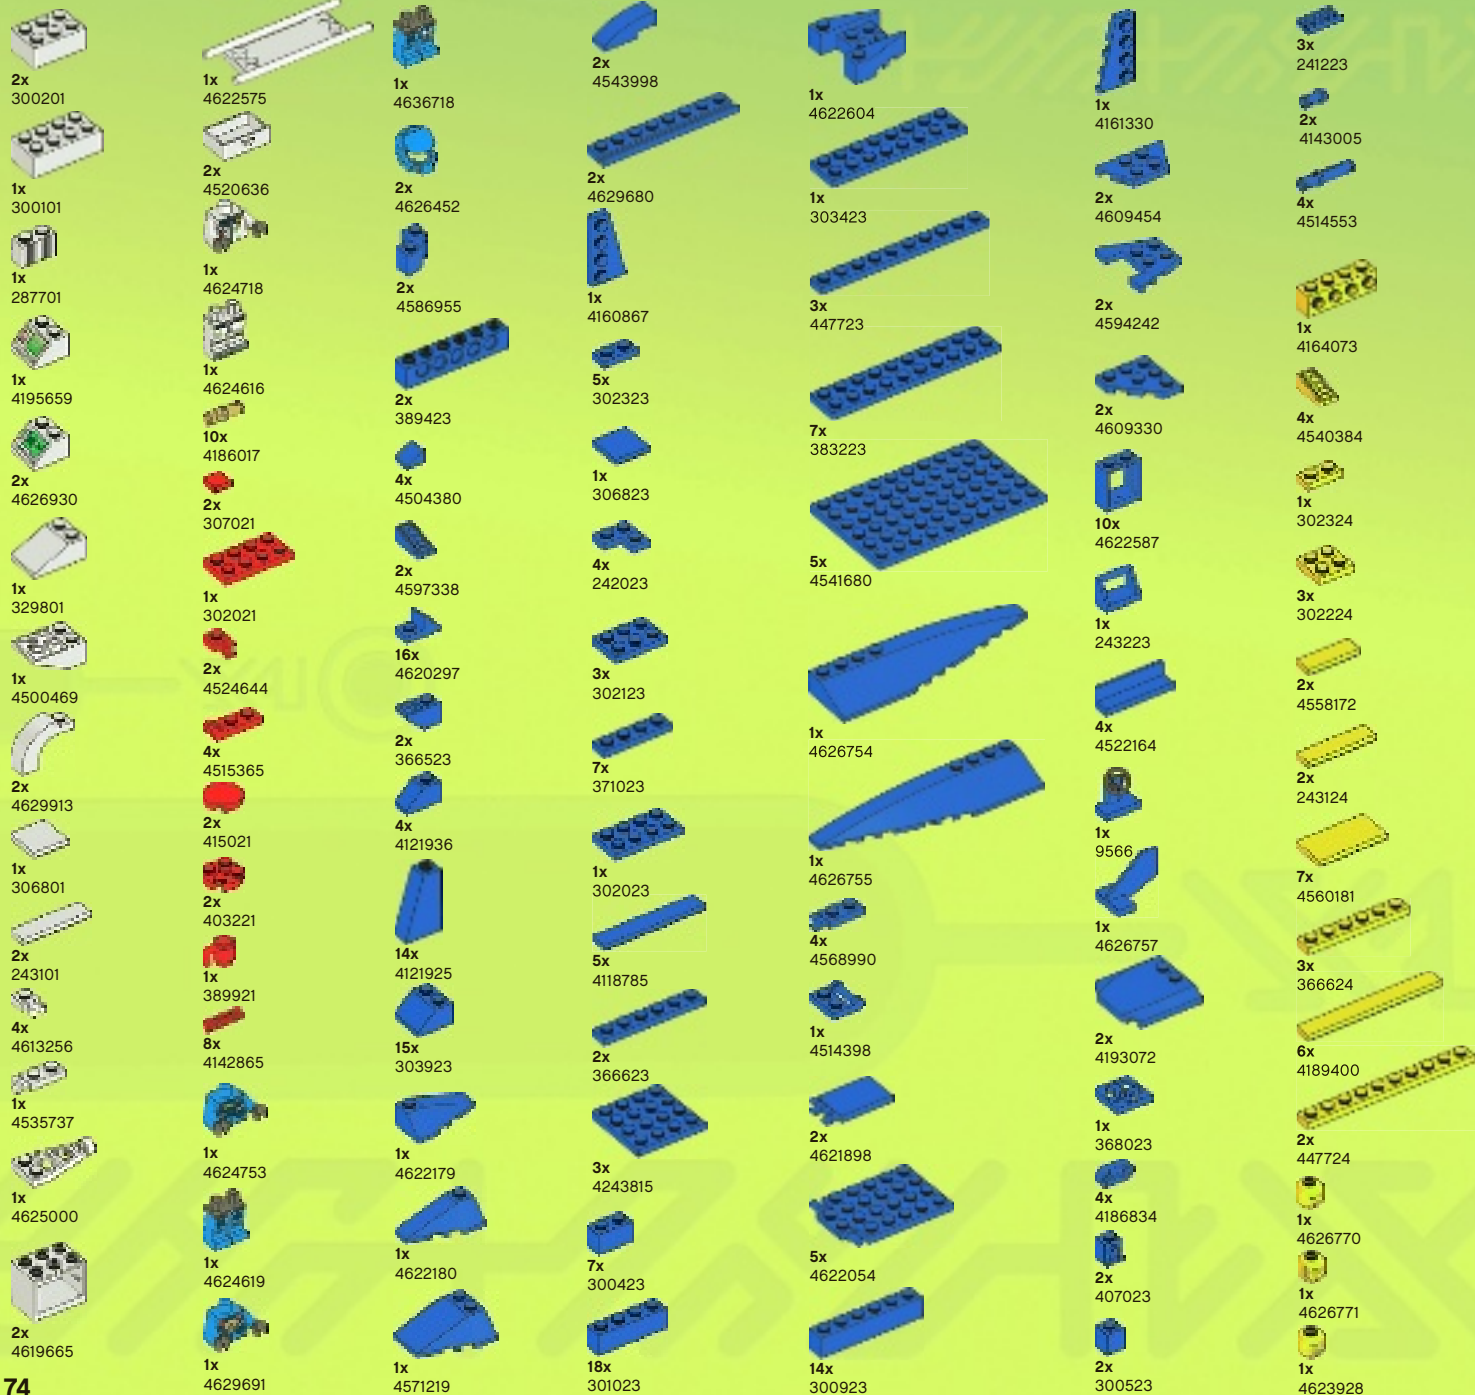 2x
300201
1x
300101
1x
287701
1x
4195659
2x
4626930
1x
329801
1x
4500469
2x
4629913
1x
306801
2x
243101
4x
4613256
1x
4535737
1x
4625000
2x
4619665
1x
4622575
2x
4520636
1x
4624718
1x
4624616
10x
4186017
2x
307021
1x
302021
2x
4524644
4x
4515365
2x
415021
2x
403221
1x
389921
8x
4142865
1x
4624753
1x
4624619
1x
4629691
1x
4636718
2x
4626452
2x
4586955
2x
389423
4x
4504380
2x
4597338
16x
4620297
2x
366523
4x
4121936
14x
4121925
15x
303923
1x
4622179
1x
4622180
1x
4571219
2x
4543998
2x
4629680
1x
4160867
5x
302323
1x
306823
4x
242023
3x
302123
7x
371023
1x
302023
5x
4118785
2x
366623
3x
4243815
7x
300423
18x
301023
1x
4622604
1x
303423
3x
447723
7x
383223
5x
4541680
1x
4626754
1x
4626755
4x
4568990
1x
4514398
2x
4621898
5x
4622054
14x
300923
1x
4161330
2x
4609454
2x
4594242
2x
4609330
10x
4622587
1x
243223
4x
4522164
1x
9566
1x
4626757
2x
4193072
1x
368023
4x
4186834
2x
407023
2x
300523
3x
241223
2x
4143005
4x
4514553
1x
4164073
4x
4540384
1x
302324
3x
302224
2x
4558172
2x
243124
7x
4560181
3x
366624
6x
4189400
2x
447724
1x
4626770
1x
4626771
1x
4623928
74